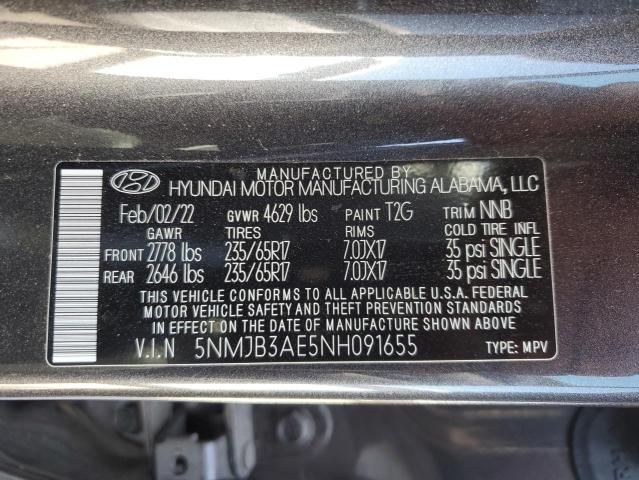 MANUFACTURED BY
HYUNDAI MOTOR MANUFACTURING ALABAMA, LLC
Feb/02/22 GVWR 4629 lbs PAINT T2G TRIM NNB
GAWR TIRES RIMS COLD TIRE INFL
FRONT 2778 lbs 235/65R17 7.0JX17 35 psi SINGLE
REAR 2646 lbs 235/65R17 7.0JX17 35 psi SINGLE
THIS VEHICLE CONFORMS TO ALL APPLICABLE U.S.A. FEDERAL
MOTOR VEHICLE SAFETY AND THEFT PREVENTION STANDARDS
IN EFFECT ON THE DATE OF MANUFACTURE SHOWN ABOVE.
V.I.N 5NMJB3AE5NH091655 TYPE: MPV